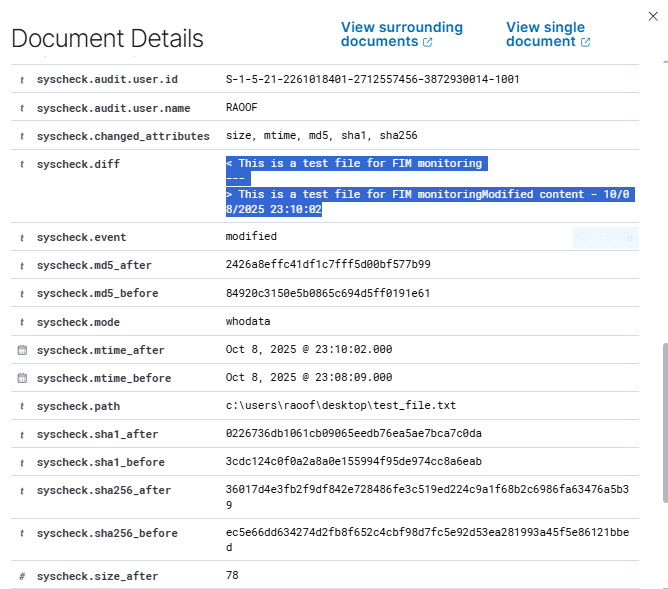 Document Details
View surrounding
documents
View single
document
t syscheck.audit.user.id S-1-5-21-2261018401-2712557456-3872930014-1001
t syscheck.audit.user.name RAOOF
t syscheck.changed_attributes size, mtime, md5, sha1, sha256
t syscheck.diff < This is a test file for FIM monitoring
---
> This is a test file for FIM monitoringModified content - 10/0
8/2025 23:10:02
t syscheck.event modified
t syscheck.md5_after 2426a8effc41df1c7fff5d00bf577b99
t syscheck.md5_before 84920c3150e5b0865c694d5ff0191e61
t syscheck.mode whodata
syscheck.mtime_after Oct 8, 2025 @ 23:10:02.000
syscheck.mtime_before Oct 8, 2025 @ 23:08:09.000
t syscheck.path c:\users\raoof\desktop\test_file.txt
t syscheck.sha1_after 0226736db1061cb09065eedb76ea5ae7bca7c0da
t syscheck.sha1_before 3cdc124c0f0a2a8a0e155994f95de974cc8a6eab
t syscheck.sha256_after 36017d4e3fb2f9df842e728486fe3c519ed224c9a1f68b2c6986fa63476a5b3
9
t syscheck.sha256_before ec5e66dd634274d2fb8f652c4cbf98d7fc5e92d53ea281993a45f5e86121bbe
d
# syscheck.size_after 78